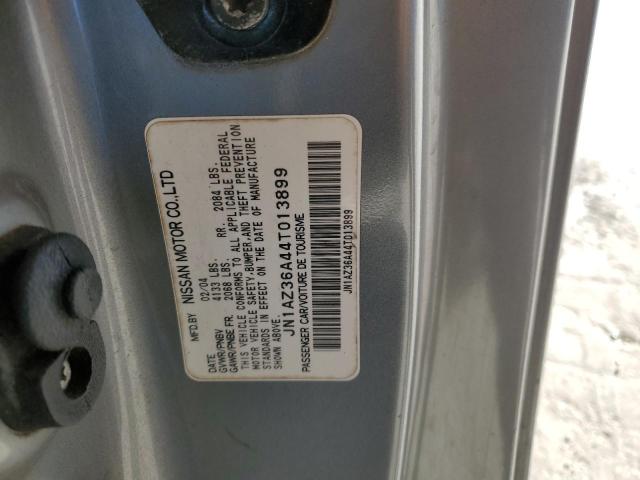 MFD.BY NISSAN MOTOR CO.,LTD
DATE 02/04
GVWR/PNBV 4133 LBS.
GAWR/PNBE FR. 2068 LBS. RR. 2084 LBS.
THIS VEHICLE CONFORMS TO ALL APPLICABLE FEDERAL
MOTOR VEHICLE SAFETY,BUMPER,AND THEFT PREVENTION
STANDARDS IN EFFECT ON THE DATE OF MANUFACTURE
SHOWN ABOVE.
JN1AZ36A44T013899
PASSENGER CAR/VOITURE DE TOURISME
JN1AZ36A44T013899